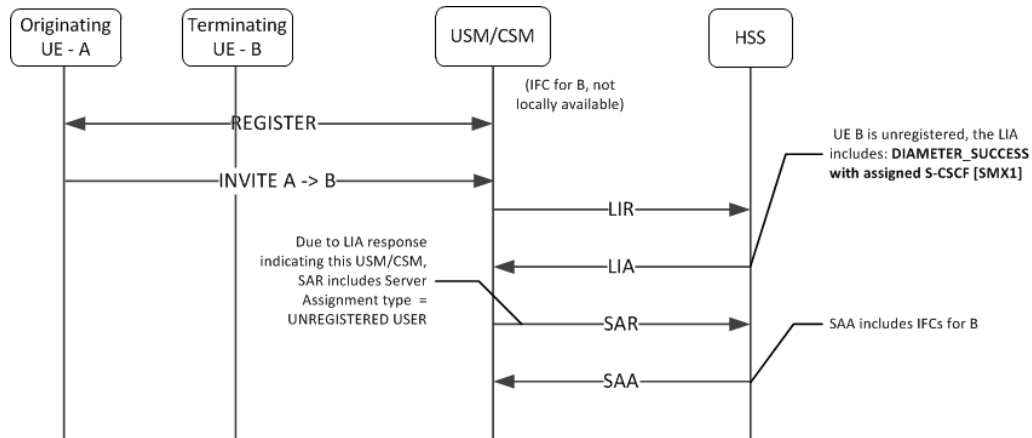 Originating
UE - A
Terminating
UE - B
USM/CSM
HSS
(IFC for B, not
locally available)
REGISTER
UE B is unregistered, the LIA
includes: DIAMETER_SUCCESS
with assigned S-CSCF [SMX1]
INVITE A -> B
LIR
Due to LIA response
indicating this USM/CSM,
SAR includes Server
Assignment type =
UNREGISTERED USER
LIA
SAR
SAA includes IFCs for B
SAA